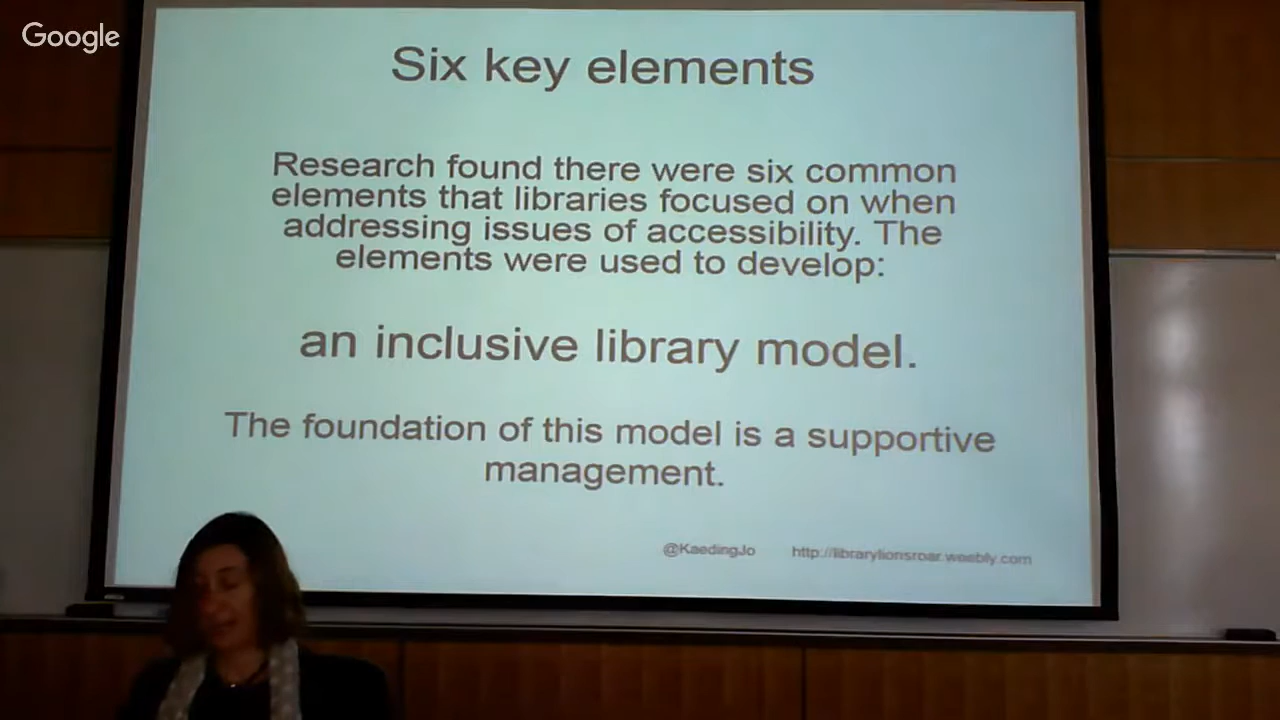 Google
Six key elements
Research found there were six common
elements that libraries focused on when
addressing issues of accessibility. The
elements were used to develop:
an inclusive library model.
The foundation of this model is a supportive
management.
@KaedingJo http://librarylionsroar.weebly.com